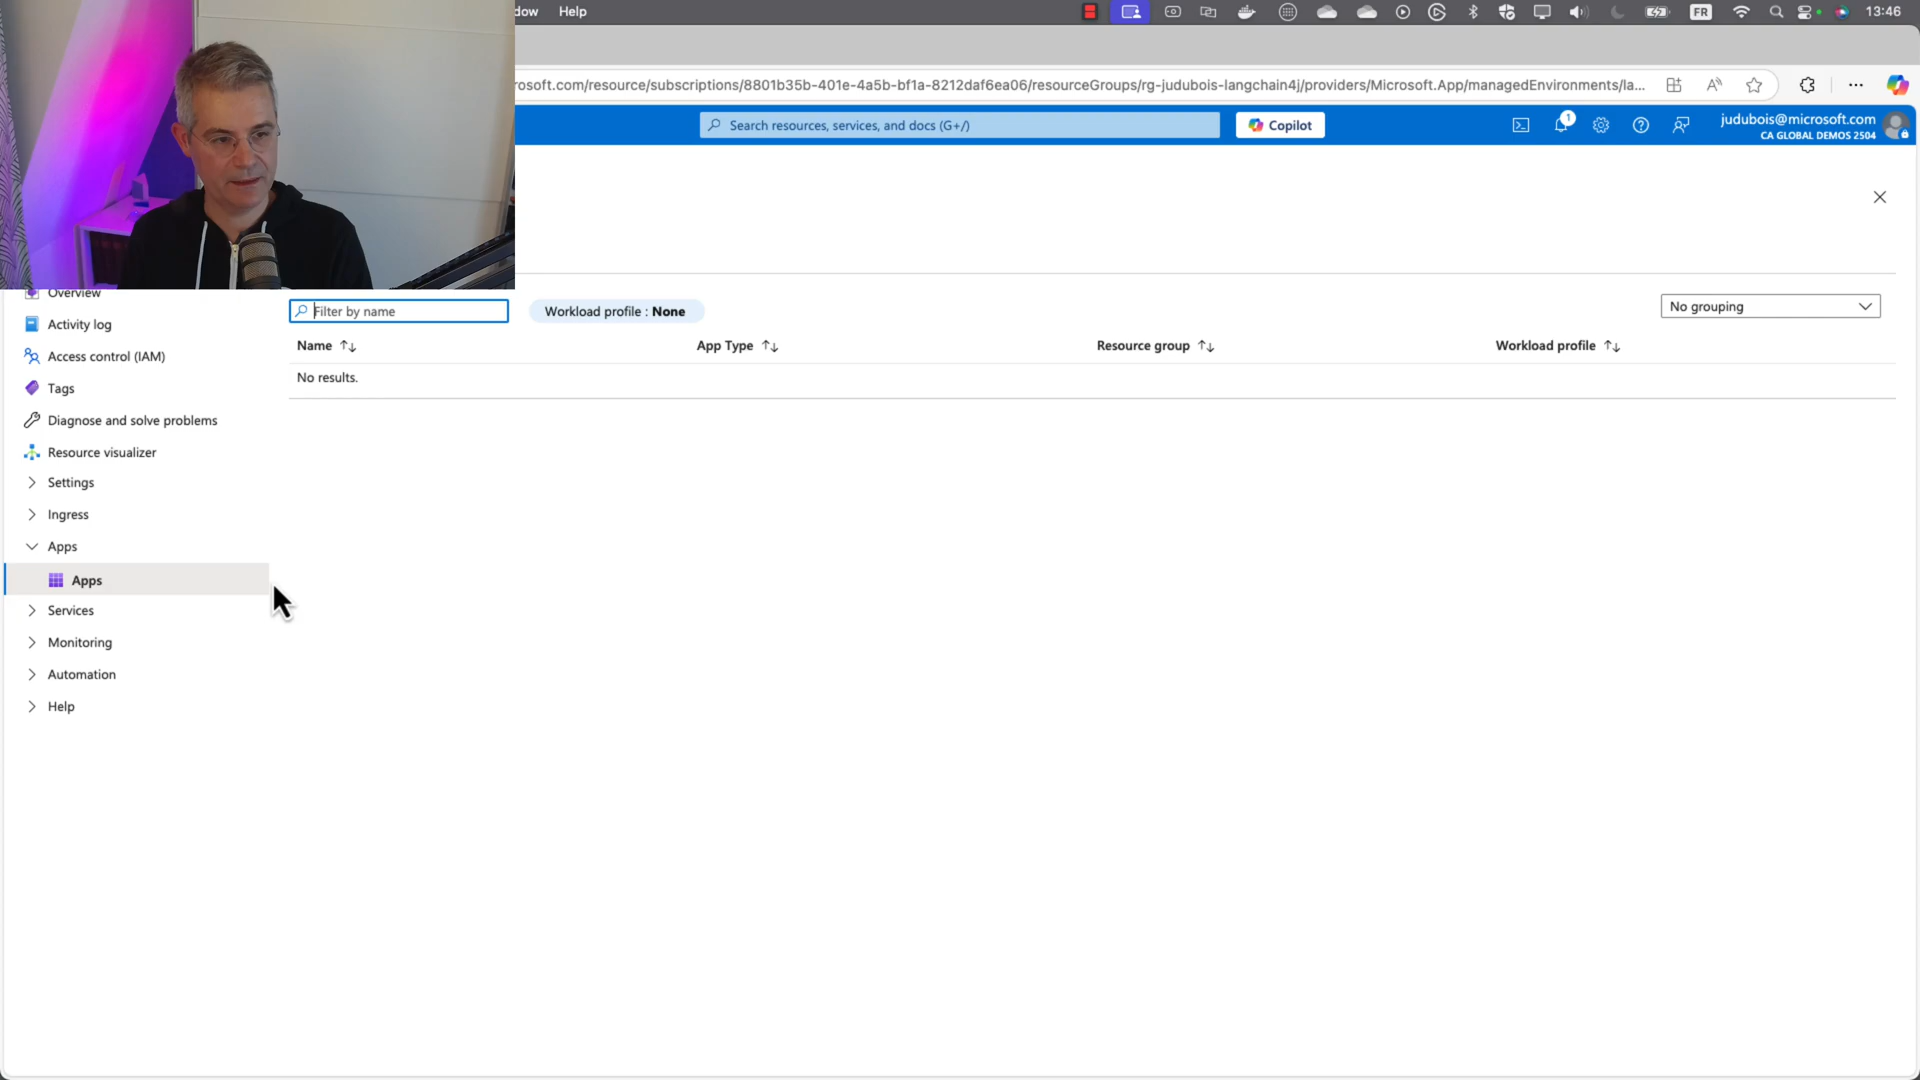 dow Help
FR
13:46
rosoft.com/resource/subscriptions/8801b35b-401e-4a5b-bf1a-8212daf6ea06/resourceGroups/rg-judubois-langchain4j/providers/Microsoft.App/managedEnvironments/la...
Search resources, services, and docs (G+/)
Copilot
1
judubois@microsoft.com
CA GLOBAL DEMOS 2504
Overview
Activity log
Access control (IAM)
Tags
Diagnose and solve problems
Resource visualizer
Settings
Ingress
Apps
Apps
Services
Monitoring
Automation
Help
Filter by name
Workload profile : None
No grouping
Name
App Type
Resource group
Workload profile
No results.